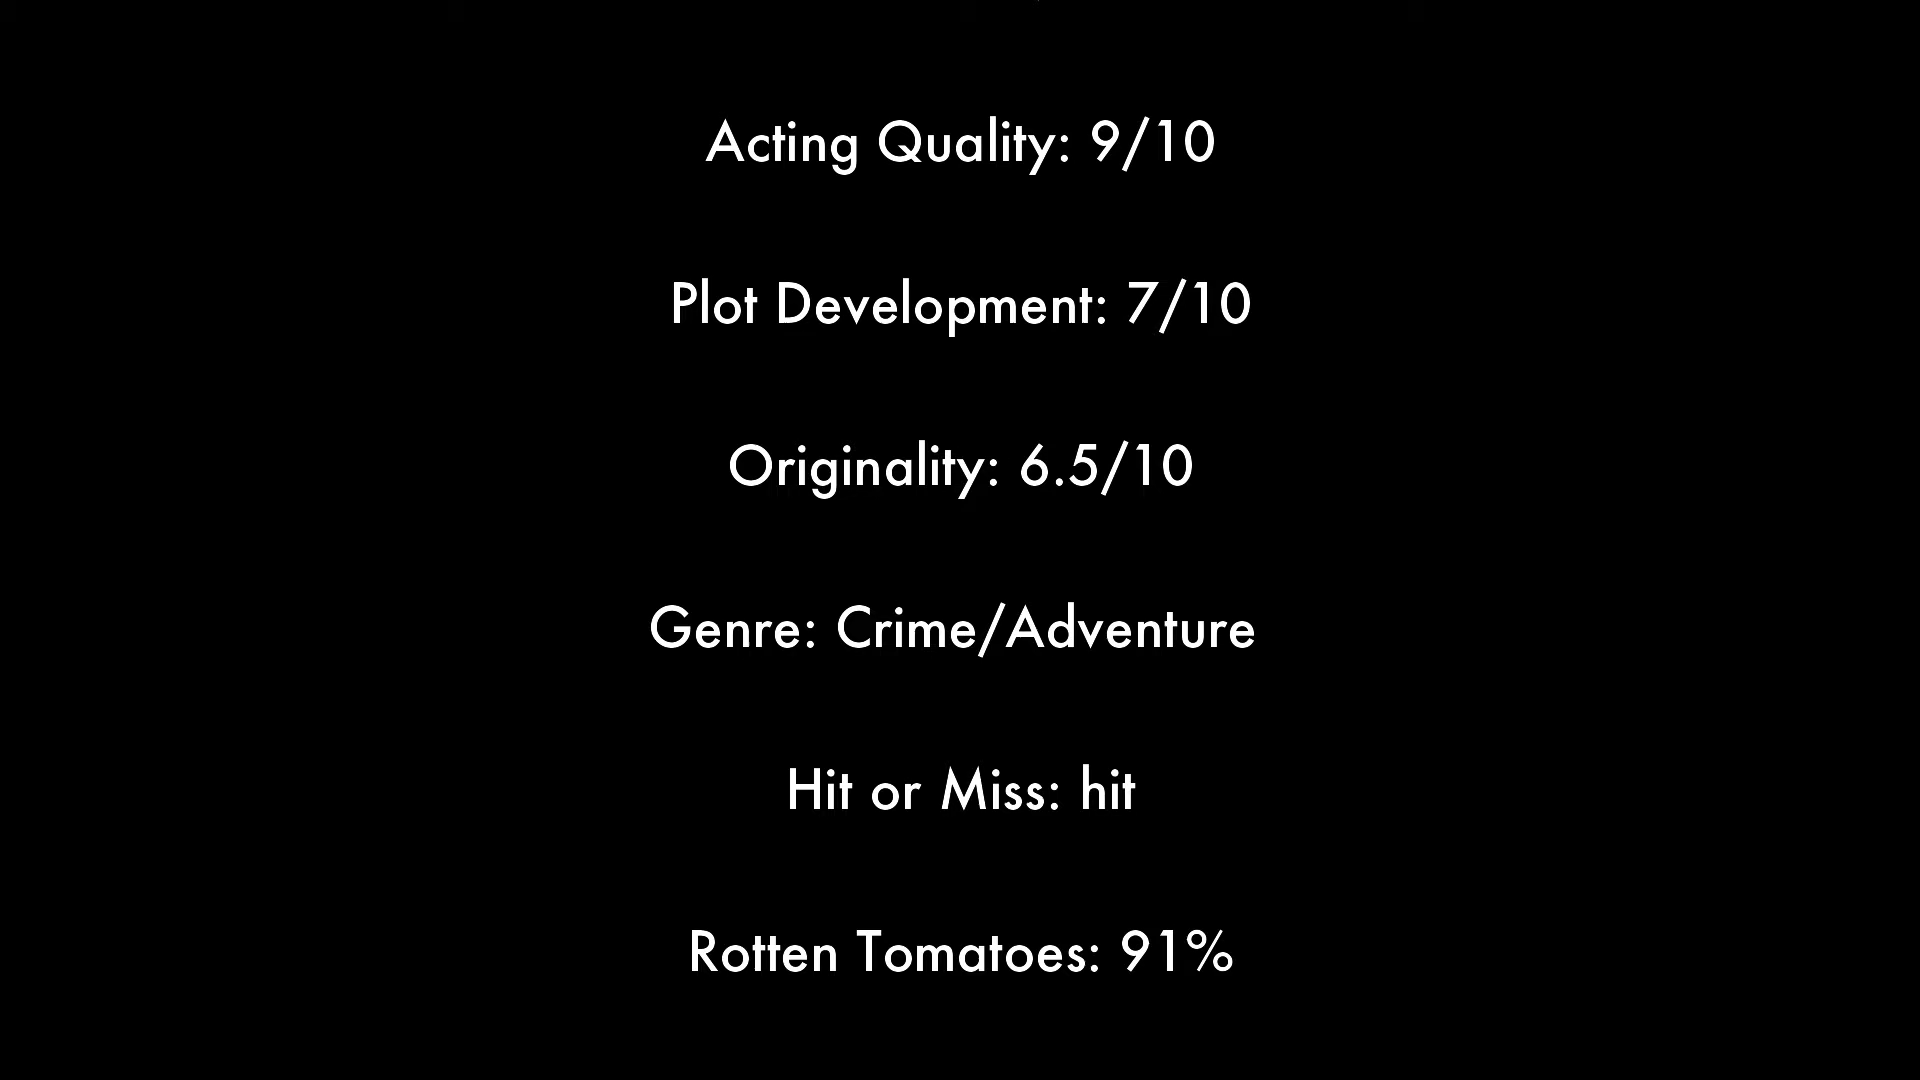 Acting Quality: 9/10
Plot Development: 7/10
Originality: 6.5/10
Genre: Crime/Adventure
Hit or Miss: hit
Rotten Tomatoes: 91%